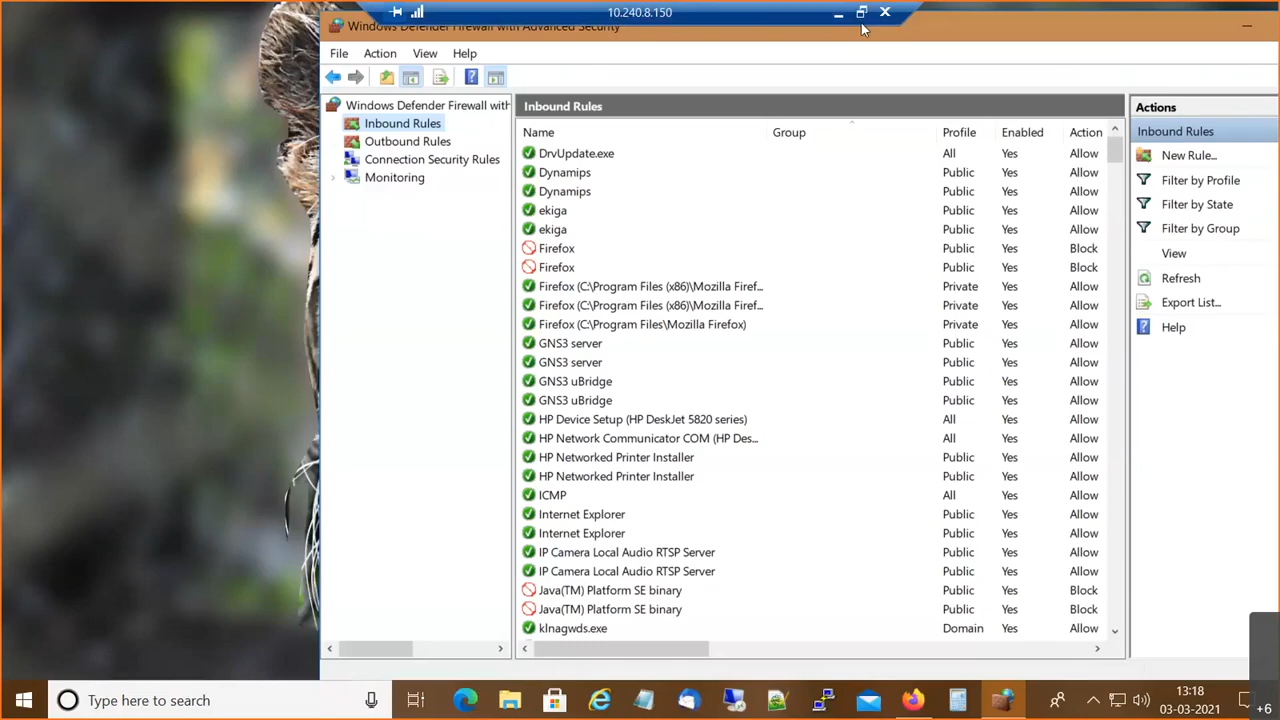 10.240.8.150
Windows Defender Firewall with Advanced Security
File Action View Help
Windows Defender Firewall with
Inbound Rules
Outbound Rules
Connection Security Rules
Monitoring
Inbound Rules
Name Group Profile Enabled Action
DrvUpdate.exe All Yes Allow
Dynamips Public Yes Allow
Dynamips Public Yes Allow
ekiga Public Yes Allow
ekiga Public Yes Allow
Firefox Public Yes Block
Firefox Public Yes Block
Firefox (C:\Program Files (x86)\Mozilla Firef... Private Yes Allow
Firefox (C:\Program Files (x86)\Mozilla Firef... Private Yes Allow
Firefox (C:\Program Files\Mozilla Firefox) Private Yes Allow
GNS3 server Public Yes Allow
GNS3 server Public Yes Allow
GNS3 uBridge Public Yes Allow
GNS3 uBridge Public Yes Allow
HP Device Setup (HP DeskJet 5820 series) All Yes Allow
HP Network Communicator COM (HP Des... All Yes Allow
HP Networked Printer Installer Public Yes Allow
HP Networked Printer Installer Public Yes Allow
ICMP All Yes Allow
Internet Explorer Public Yes Allow
Internet Explorer Public Yes Allow
IP Camera Local Audio RTSP Server Public Yes Allow
IP Camera Local Audio RTSP Server Public Yes Allow
Java(TM) Platform SE binary Public Yes Block
Java(TM) Platform SE binary Public Yes Block
klnagwds.exe Domain Yes Allow
Actions
Inbound Rules
New Rule...
Filter by Profile
Filter by State
Filter by Group
View
Refresh
Export List...
Help
Type here to search
13:18
03-03-2021
+6